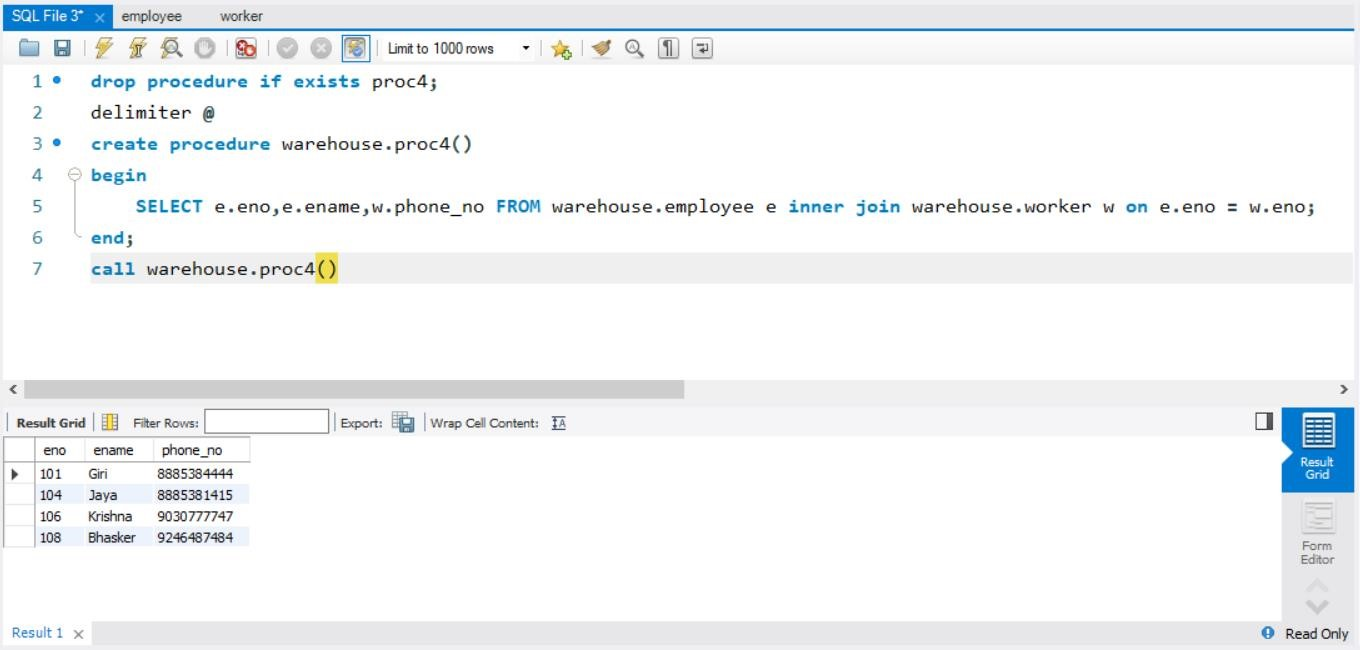 SQL File 3* × employee worker
Limit to 1000 rows
1 drop procedure if exists proc4;
2 delimiter @
3 create procedure warehouse.proc4()
4 begin
5 SELECT e.eno,e.ename,w.phone_no FROM warehouse.employee e inner join warehouse.worker w on e.eno = w.eno;
6 end;
7 call warehouse.proc4()
Result Grid Filter Rows: Export: Wrap Cell Content: IA
eno ename phone_no
101 Giri 8885384444
104 Jaya 8885381415
106 Krishna 9030777747
108 Bhasker 9246487484
Result
Grid
Form
Editor
Result 1 × Read Only